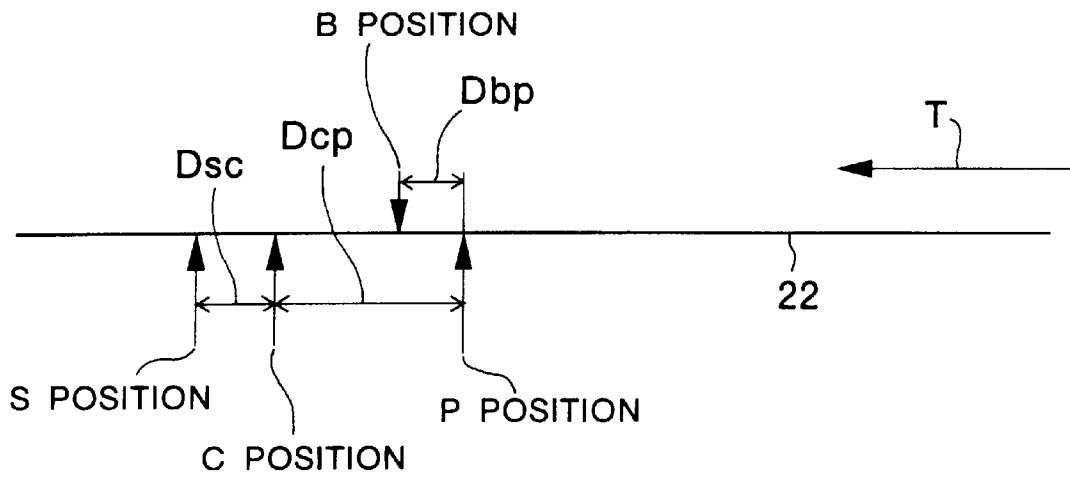 B POSITION
Dbp
T
Dcp
Dsc
22
S POSITION
P POSITION
C POSITION